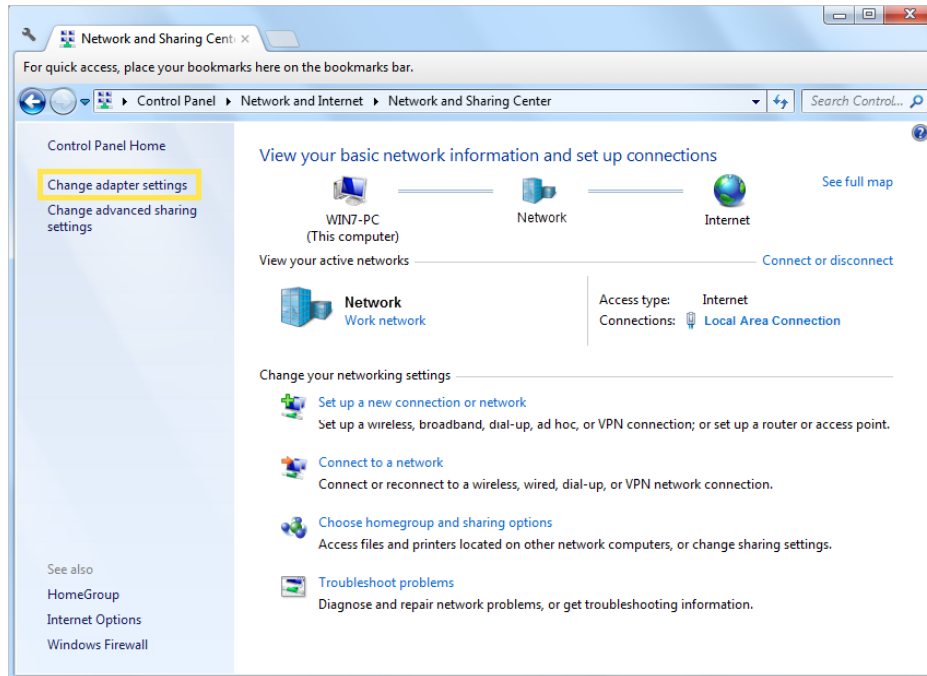 Network and Sharing Cent
For quick access, place your bookmarks here on the bookmarks bar.
Control Panel Network and Internet Network and Sharing Center
Search Control...
Control Panel Home
Change adapter settings
Change advanced sharing
settings
View your basic network information and set up connections
See full map
WIN7-PC
(This computer)
Network
Internet
View your active networks
Connect or disconnect
Network
Work network
Access type: Internet
Connections: Local Area Connection
Change your networking settings
Set up a new connection or network
Set up a wireless, broadband, dial-up, ad hoc, or VPN connection; or set up a router or access point.
Connect to a network
Connect or reconnect to a wireless, wired, dial-up, or VPN network connection.
Choose homegroup and sharing options
Access files and printers located on other network computers, or change sharing settings.
Troubleshoot problems
Diagnose and repair network problems, or get troubleshooting information.
See also
HomeGroup
Internet Options
Windows Firewall